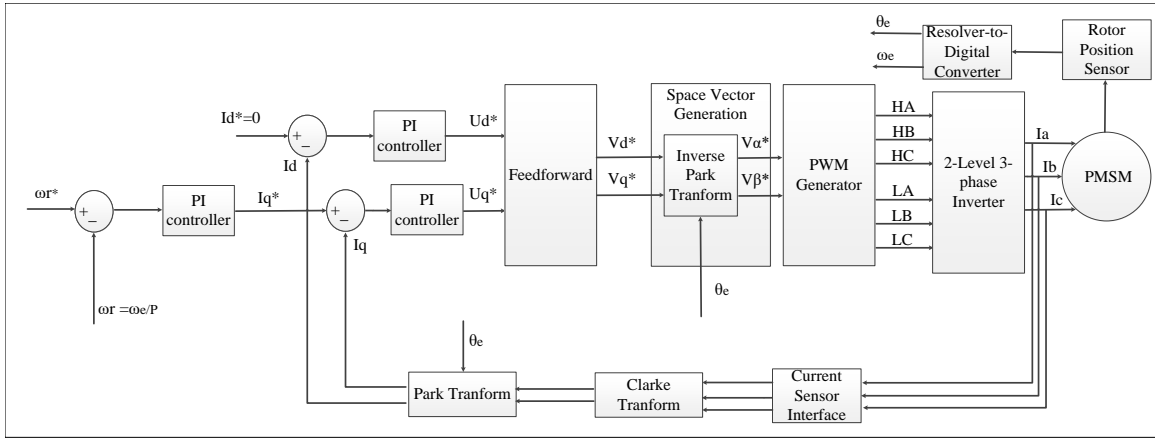 θe
ωe
Resolver-to-
Digital
Converter
Rotor
Position
Sensor
Id*=0
+
−
Id
PI
controller
Ud*
Feedforward
Vd*
Vq*
Space Vector
Generation
Inverse
Park
Tranform
θe
Vα*
Vβ*
PWM
Generator
HA
HB
HC
LA
LB
LC
2-Level 3-
phase
Inverter
Ia
Ib
Ic
PMSM
ωr*
+
−
ωr =ωe/P
PI
controller
Iq*
+
−
Iq
PI
controller
Uq*
θe
Park Tranform
Clarke
Tranform
Current
Sensor
Interface